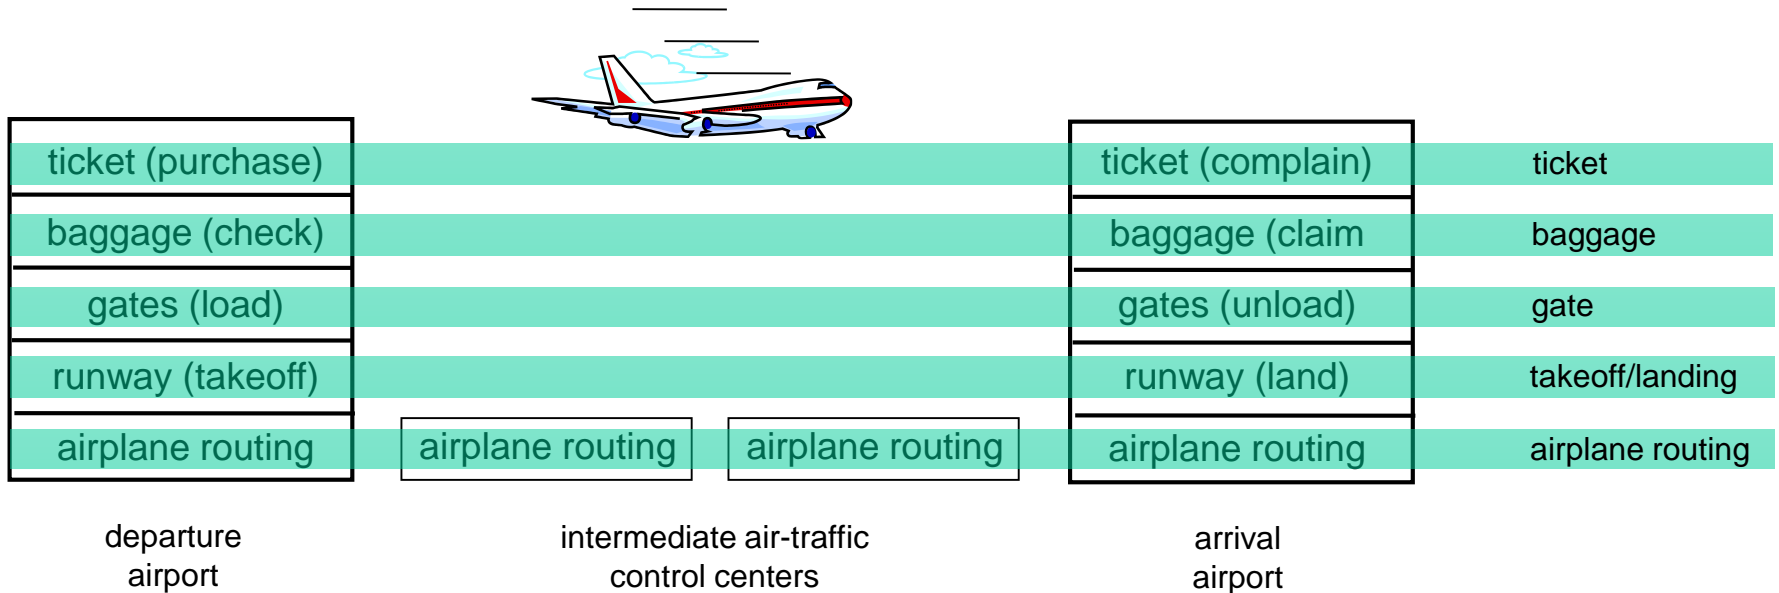 ticket (purchase) ticket (complain) ticket
baggage (check) baggage (claim baggage
gates (load) gates (unload) gate
runway (takeoff) runway (land) takeoff/landing
airplane routing airplane routing airplane routing airplane routing airplane routing
departure
airport
intermediate air-traffic
control centers
arrival
airport